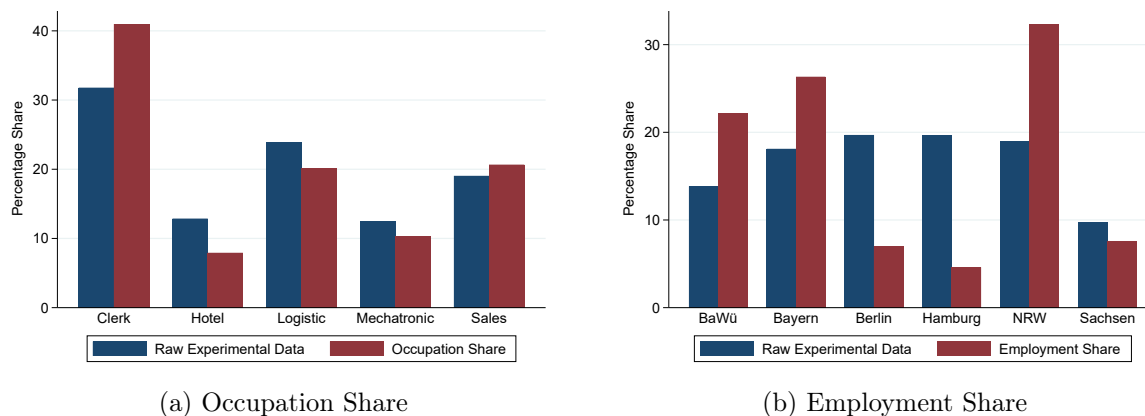 Percentage Share
40
30
20
10
0
Clerk Hotel Logistic Mechatronic Sales
Raw Experimental Data Occupation Share
(a) Occupation Share
Percentage Share
30
20
10
0
BaWü Bayern Berlin Hamburg NRW Sachsen
Raw Experimental Data Employment Share
(b) Employment Share